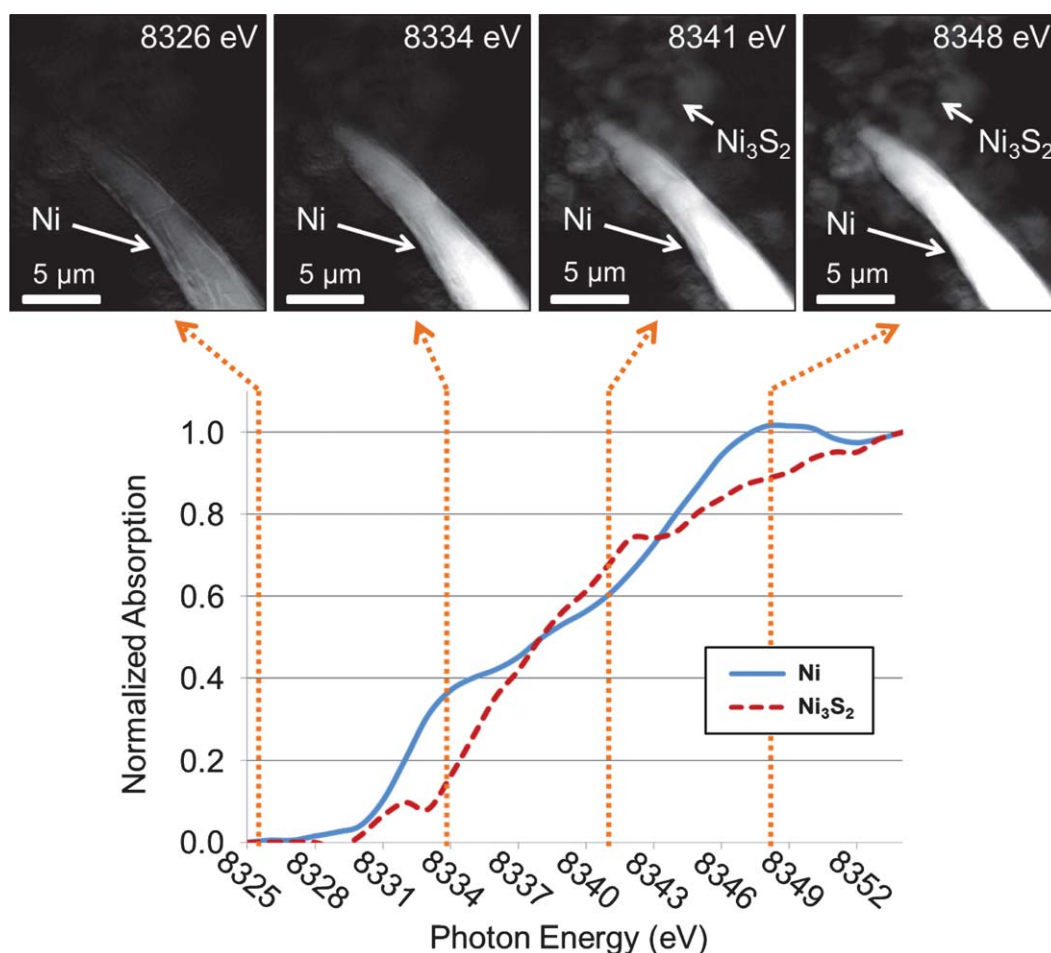 8326 eV
8334 eV
8341 eV
8348 eV
Ni
Ni
Ni₃S₂
Ni
Ni₃S₂
Ni
5 µm
5 µm
5 µm
5 µm
Normalized Absorption
1.0
0.8
0.6
0.4
0.2
0.0
Ni
Ni₃S₂
8325
8328
8331
8334
8337
8340
8343
8346
8349
8352
Photon Energy (eV)